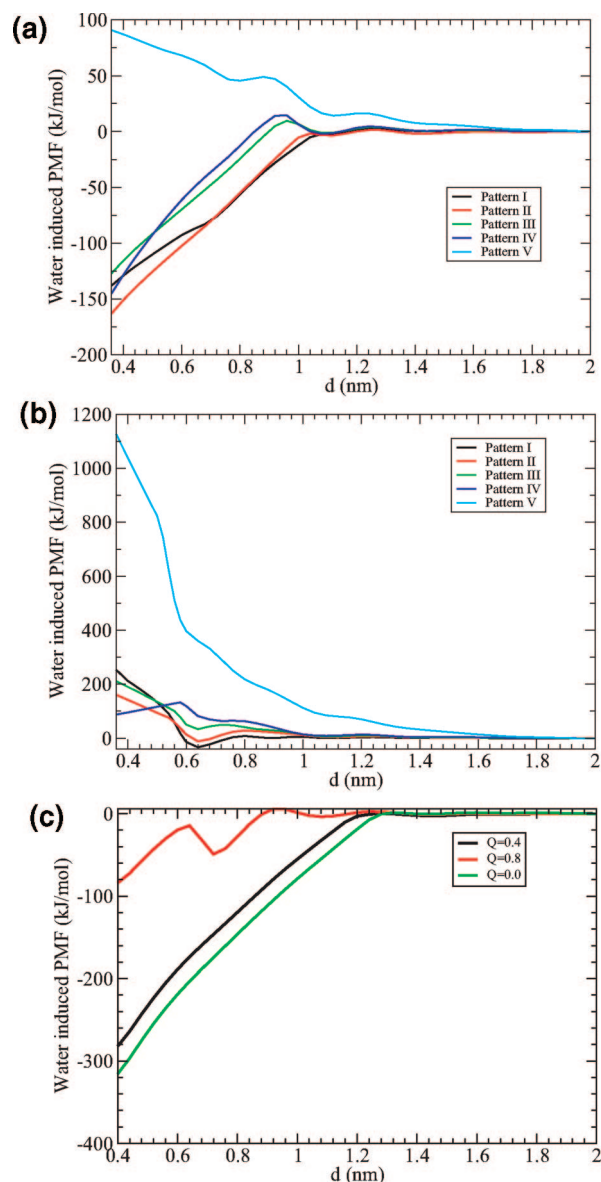 (a)
100
50
0
-50
-100
-150
-200
Water induced PMF (kJ/mol)
Pattern I
Pattern II
Pattern III
Pattern IV
Pattern V
0.4 0.6 0.8 1 1.2 1.4 1.6 1.8 2
d (nm)
(b)
1200
1000
800
600
400
200
0
Water induced PMF (kJ/mol)
Pattern I
Pattern II
Pattern III
Pattern IV
Pattern V
0.4 0.6 0.8 1 1.2 1.4 1.6 1.8 2
d (nm)
(c)
0
-100
-200
-300
-400
Water induced PMF (kJ/mol)
Q=0.4
Q=0.8
Q=0.0
0.4 0.6 0.8 1 1.2 1.4 1.6 1.8 2
d (nm)